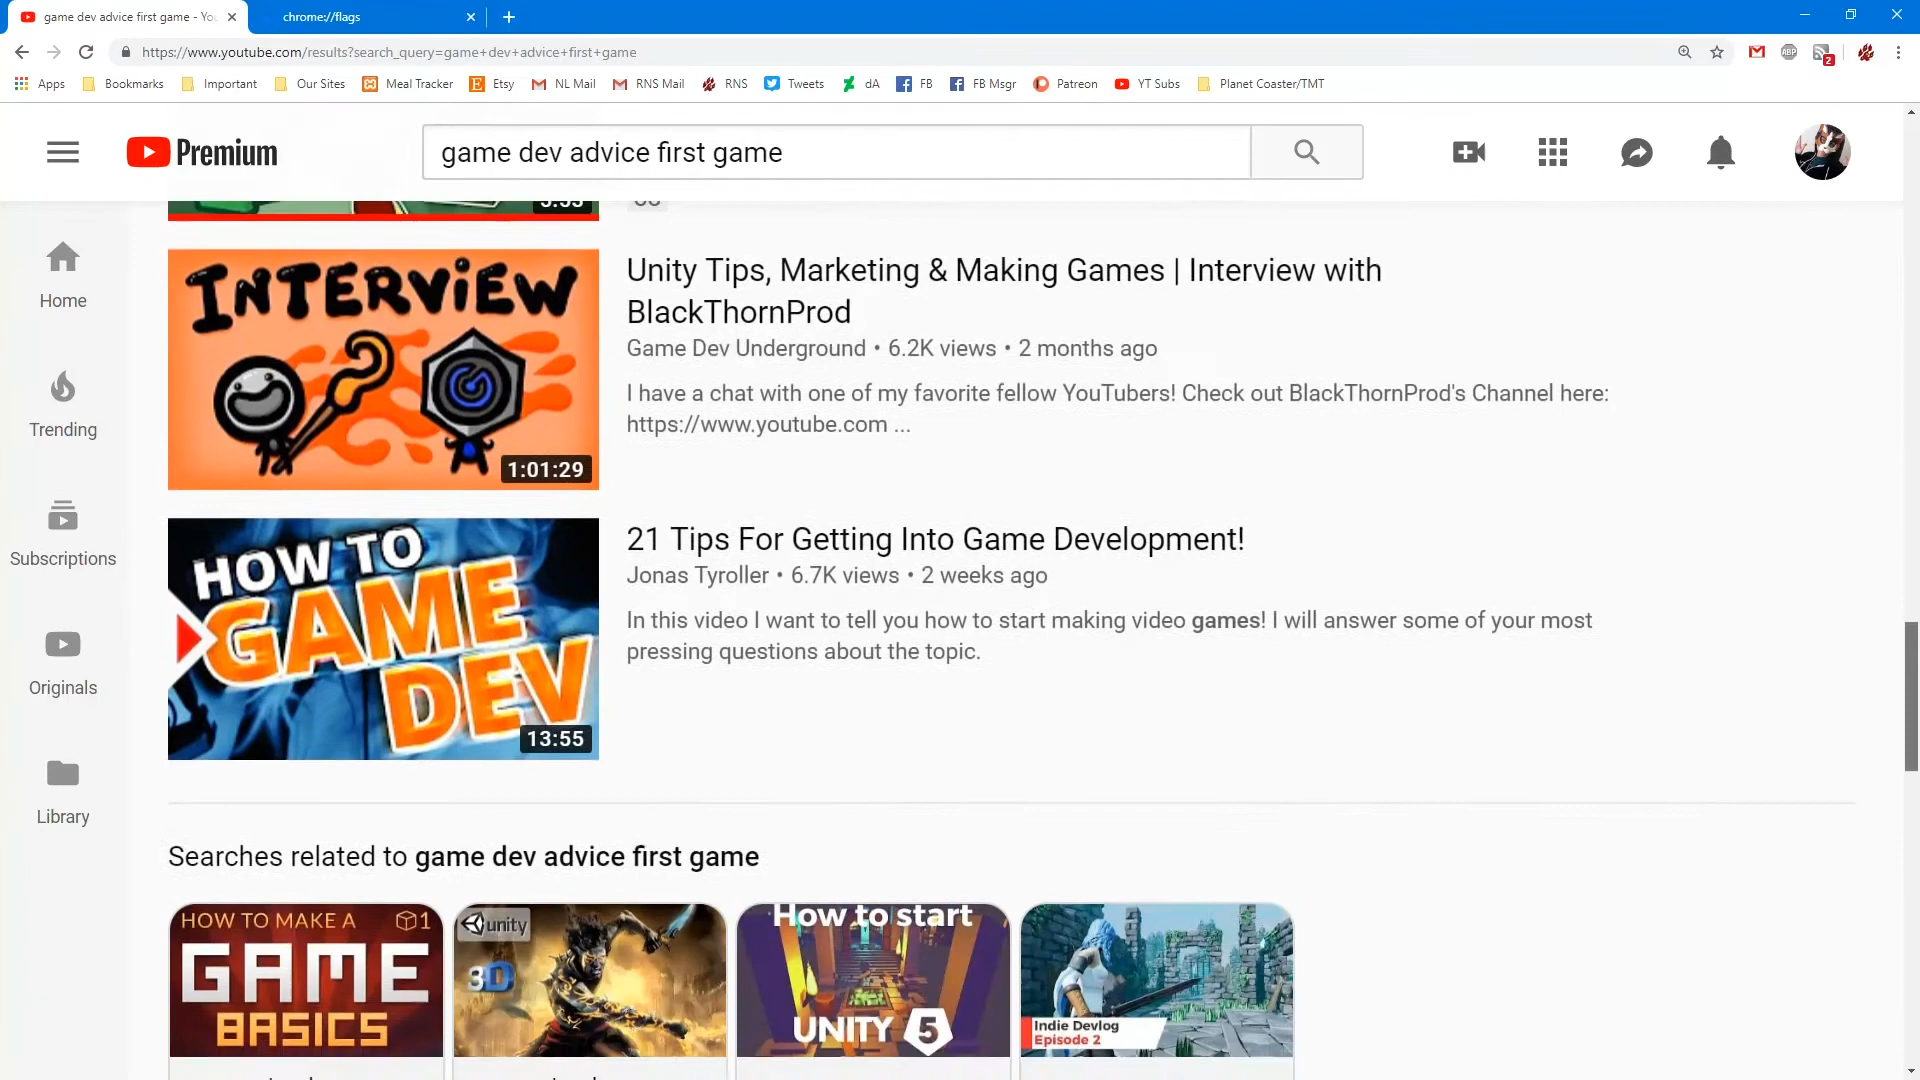 game dev advice first game - Yo
chrome://flags
https://www.youtube.com/results?search_query=game+dev+advice+first+game
ABP
2
Apps Bookmarks Important Our Sites Meal Tracker Etsy NL Mail RNS Mail RNS Tweets dA FB FB Msgr Patreon YT Subs Planet Coaster/TMT
Premium
game dev advice first game
Home
Trending
Subscriptions
Originals
Library
INTERViEW
1:01:29
Unity Tips, Marketing & Making Games | Interview with
BlackThornProd
Game Dev Underground • 6.2K views • 2 months ago
I have a chat with one of my favorite fellow YouTubers! Check out BlackThornProd's Channel here:
https://www.youtube.com ...
HOW TO
GAME
DEV
13:55
21 Tips For Getting Into Game Development!
Jonas Tyroller • 6.7K views • 2 weeks ago
In this video I want to tell you how to start making video games! I will answer some of your most
pressing questions about the topic.
Searches related to game dev advice first game
HOW TO MAKE A 1
GAME
BASICS
unity
3D
How to start
UNITY 5
Indie Devlog
Episode 2